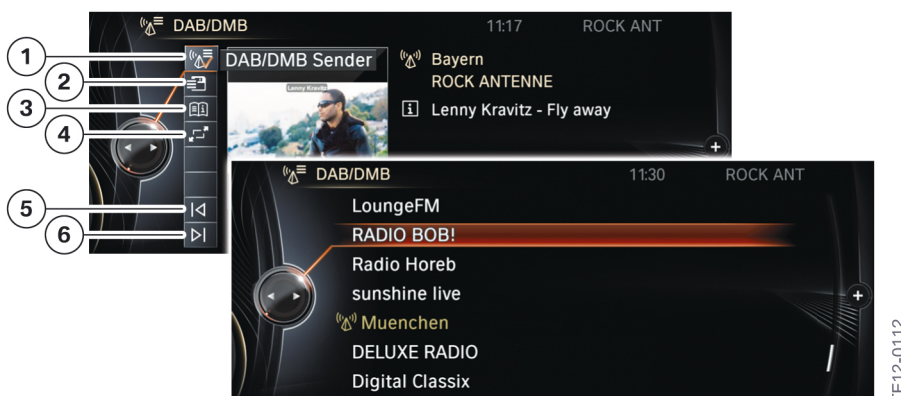 DAB/DMB 11:17 ROCK ANT
1
DAB/DMB Sender
2
3
4
5
6
Lenny Kravitz
Bayern
ROCK ANTENNE
Lenny Kravitz - Fly away
DAB/DMB 11:30 ROCK ANT
LoungeFM
RADIO BOB!
Radio Horeb
sunshine live
Muenchen
DELUXE RADIO
Digital Classix
TE12-0112